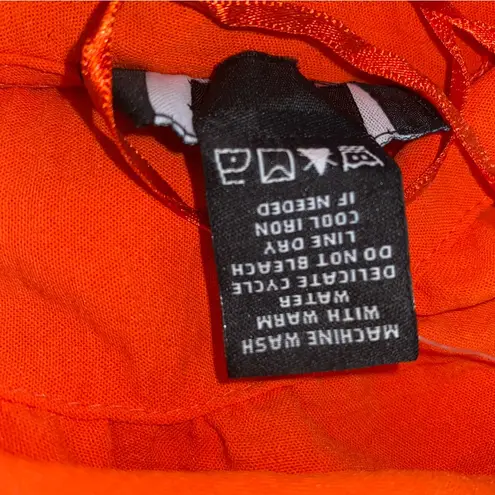 MACHINE WASH
WITH WARM
WATER
DELICATE CYCLE
DO NOT BLEACH
LINE DRY
COOL IRON
IF NEEDED